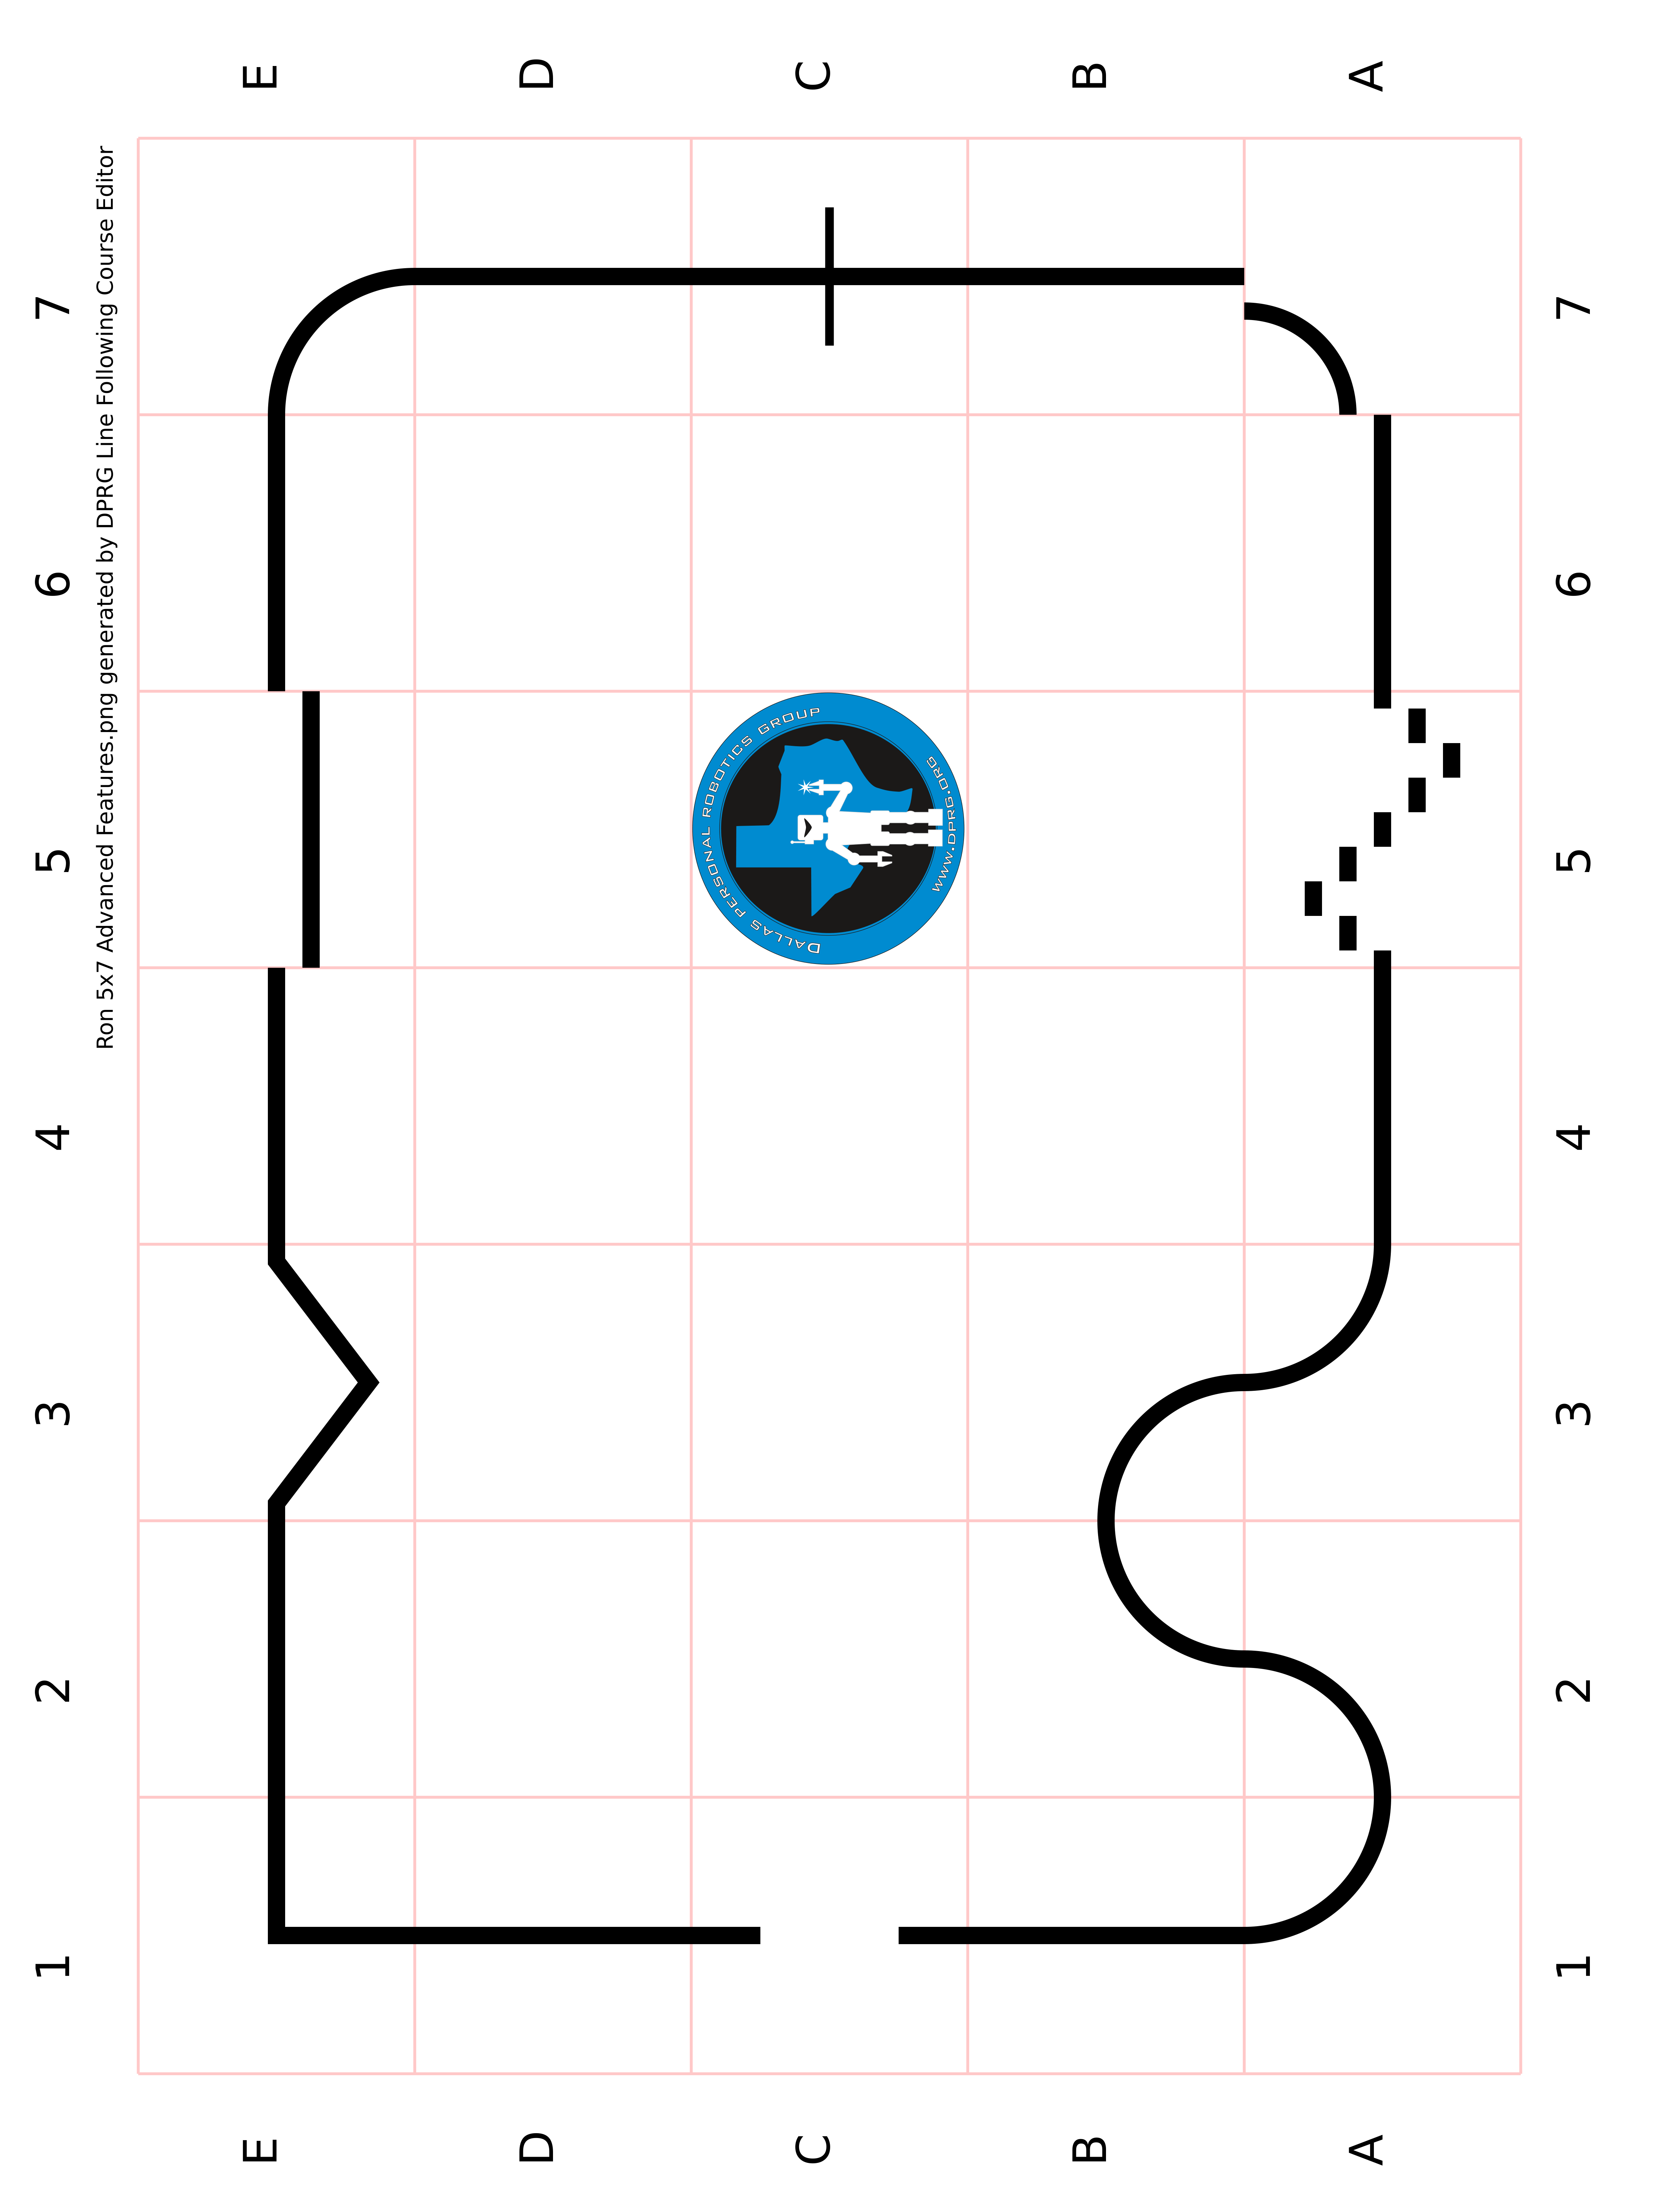 1 2 3 4 5 6 7
Ron 5x7 Advanced Features.png generated by DPRG Line Following Course Editor
E E
D D
C C
DALLAS PERSONAL ROBOTICS GROUP
WWW.DPRG.ORG
B B
A A
1 2 3 4 5 6 7